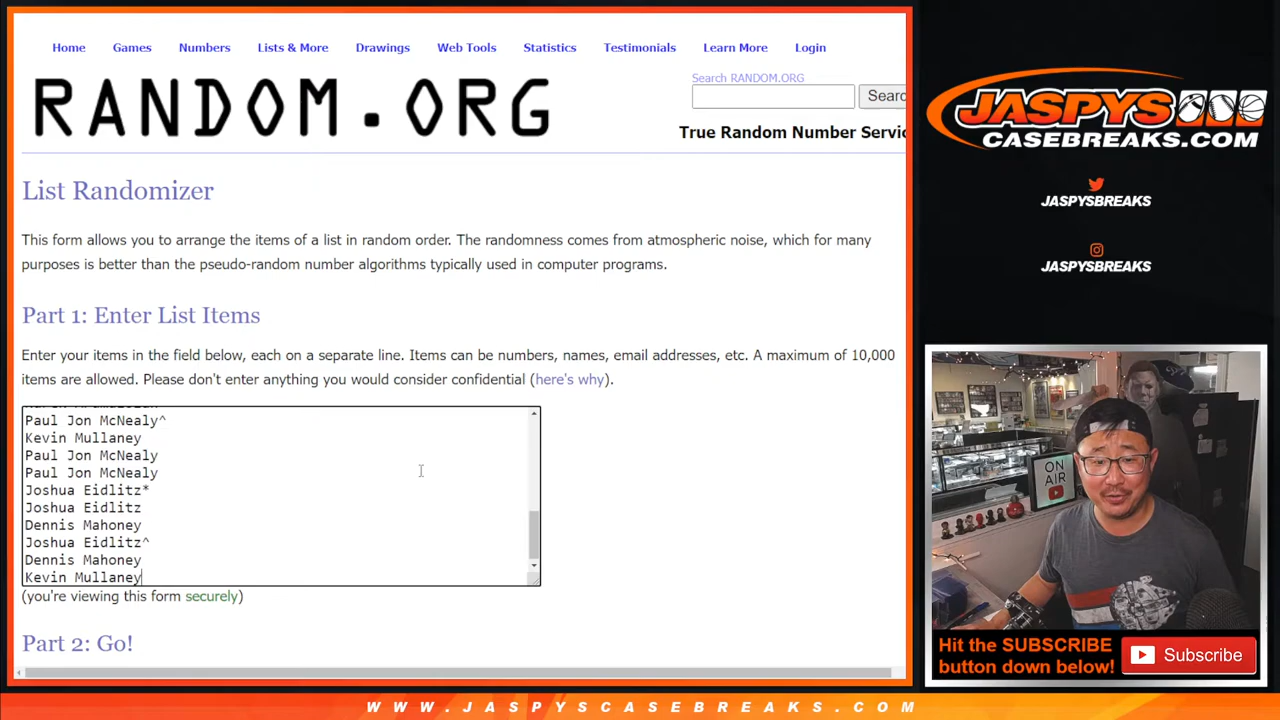 Home Games Numbers Lists & More Drawings Web Tools Statistics Testimonials Learn More Login
RANDOM.ORG
Search RANDOM.ORG
Searc
True Random Number Servic
List Randomizer
This form allows you to arrange the items of a list in random order. The randomness comes from atmospheric noise, which for many
purposes is better than the pseudo-random number algorithms typically used in computer programs.
Part 1: Enter List Items
Enter your items in the field below, each on a separate line. Items can be numbers, names, email addresses, etc. A maximum of 10,000
items are allowed. Please don't enter anything you would consider confidential (here's why).
Paul Jon McNealy^
Kevin Mullaney
Paul Jon McNealy
Paul Jon McNealy
Joshua Eidlitz*
Joshua Eidlitz
Dennis Mahoney
Joshua Eidlitz^
Dennis Mahoney
Kevin Mullaney
(you're viewing this form securely)
Part 2: Go!
JASPYS
CASEBREAKS.COM
JASPYSBREAKS
JASPYSBREAKS
ON
AIR
Hit the SUBSCRIBE
button down below!
Subscribe
WWW.JASPYSCASEBREAKS.COM